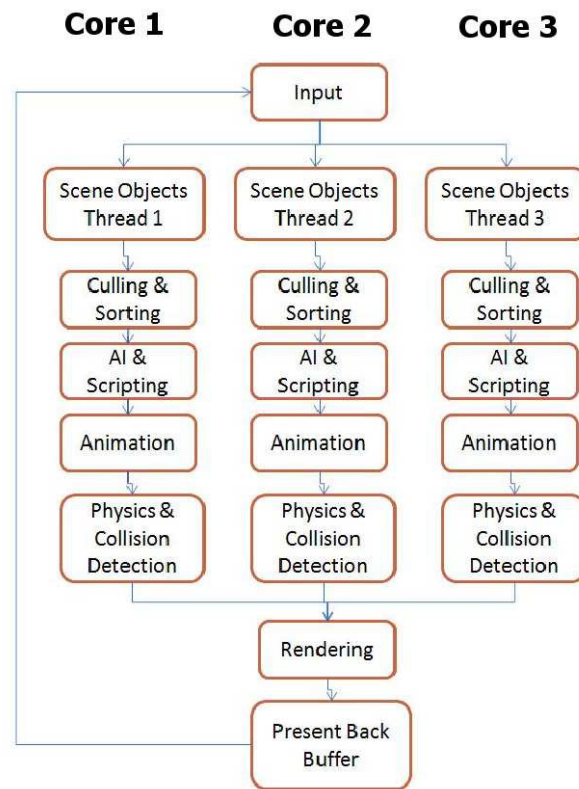 Core 1
Core 2
Core 3
Input
Scene Objects
Thread 1
Scene Objects
Thread 2
Scene Objects
Thread 3
Culling &
Sorting
Culling &
Sorting
Culling &
Sorting
AI &
Scripting
AI &
Scripting
AI &
Scripting
Animation
Animation
Animation
Physics &
Collision
Detection
Physics &
Collision
Detection
Physics &
Collision
Detection
Rendering
Present Back
Buffer